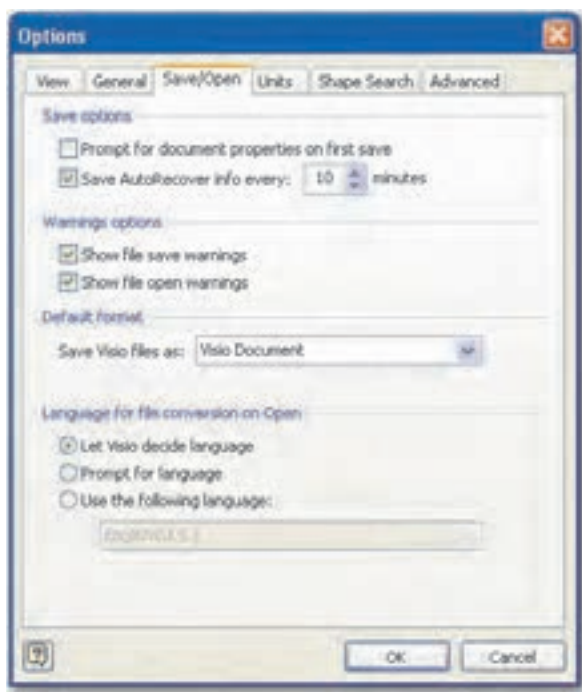 Options
View General Save/Open Units Shape Search Advanced
Save options
Prompt for document properties on first save
Save AutoRecover info every: 10 minutes
Warnings options
Show file save warnings
Show file open warnings
Default format
Save Visio files as: Visio Document
Language for file conversion on Open
Let Visio decide language
Prompt for language
Use the following language:
OK Cancel